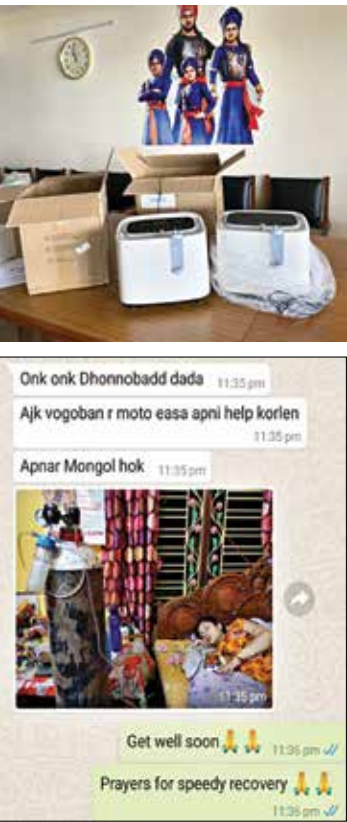 Onk onk Dhonnobadd dada 11:35 pm
Ajk vogoban r moto easa apni help korlen
11:35 pm
Apnar Mongol hok 11:35 pm
11:35 pm
Get well soon 🙏🙏 11:36 pm
Prayers for speedy recovery 🙏🙏
11:36 pm